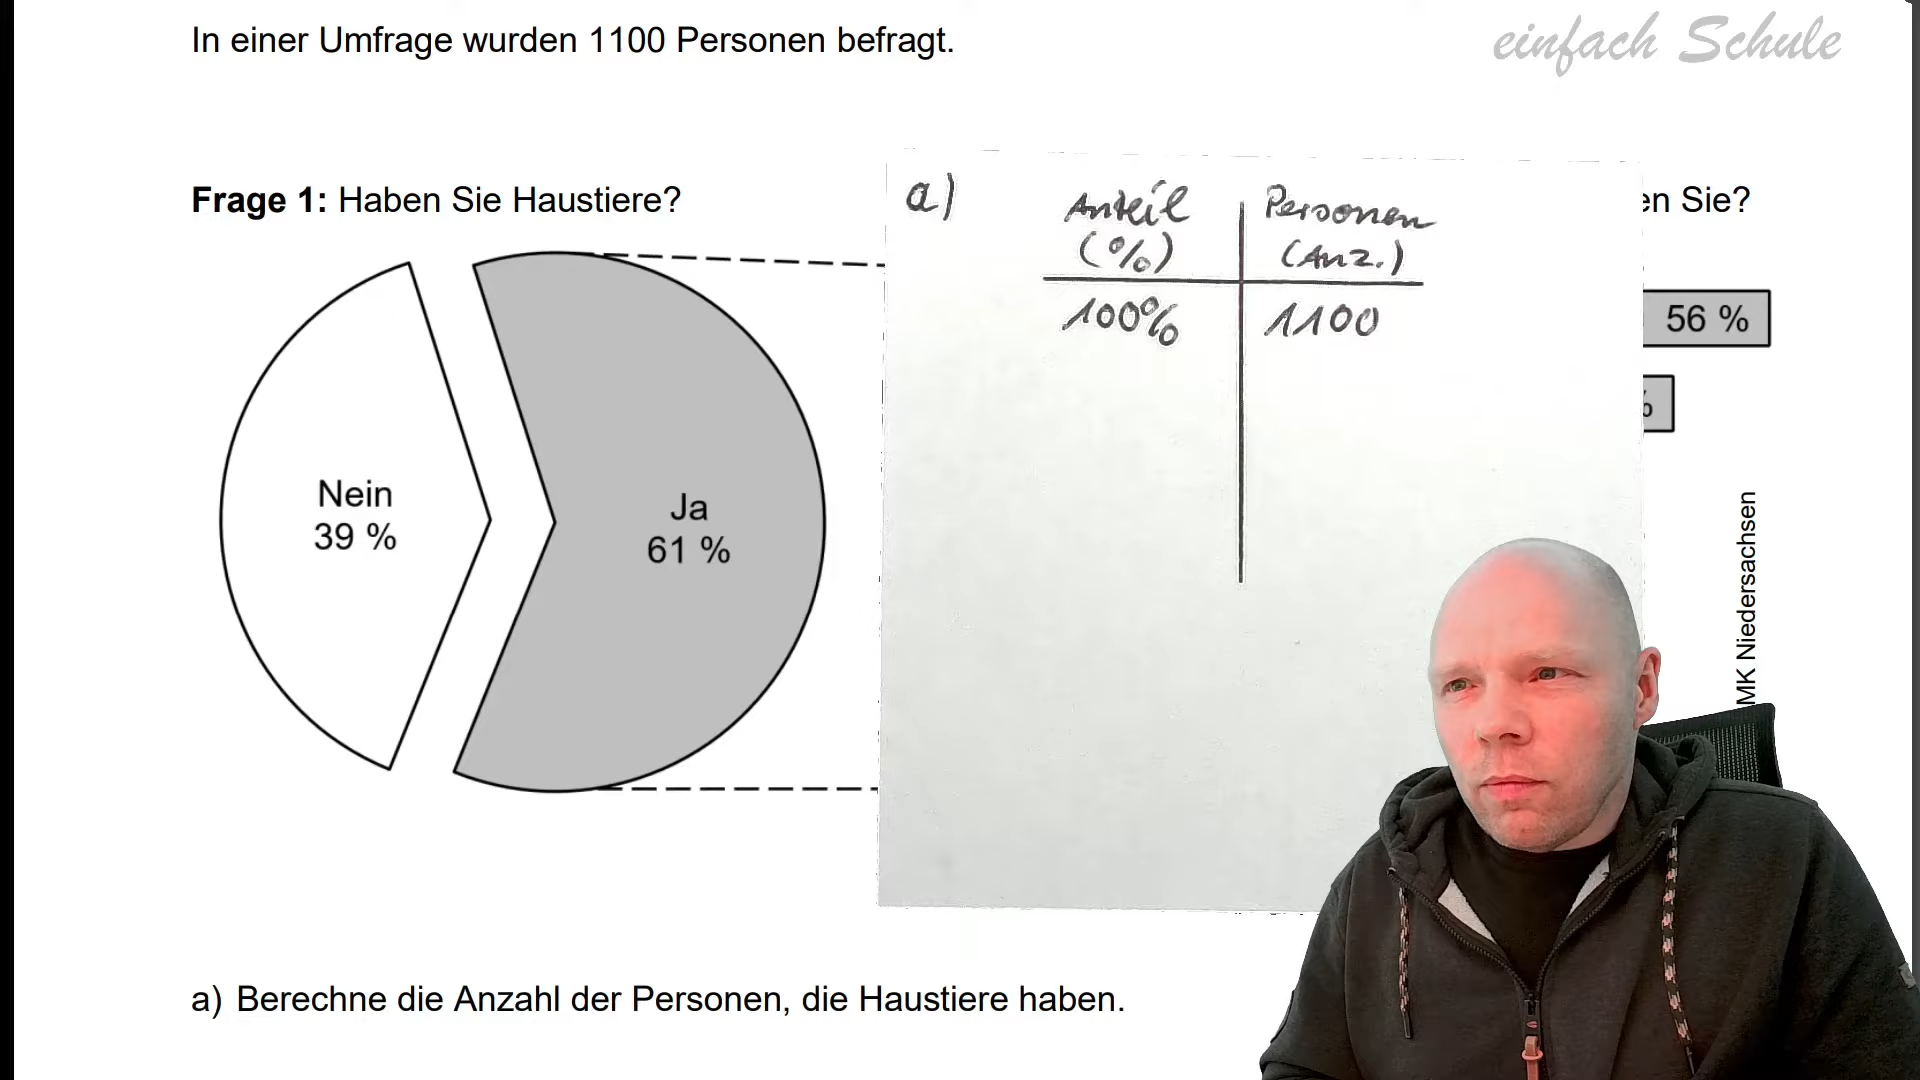 In einer Umfrage wurden 1100 Personen befragt.
einfach Schule
Frage 1: Haben Sie Haustiere?
en Sie?
a)
Anteil
(%)
Personen
(Anz.)
100%
1100
56 %
%
Nein
39 %
Ja
61 %
MK Niedersachsen
a) Berechne die Anzahl der Personen, die Haustiere haben.